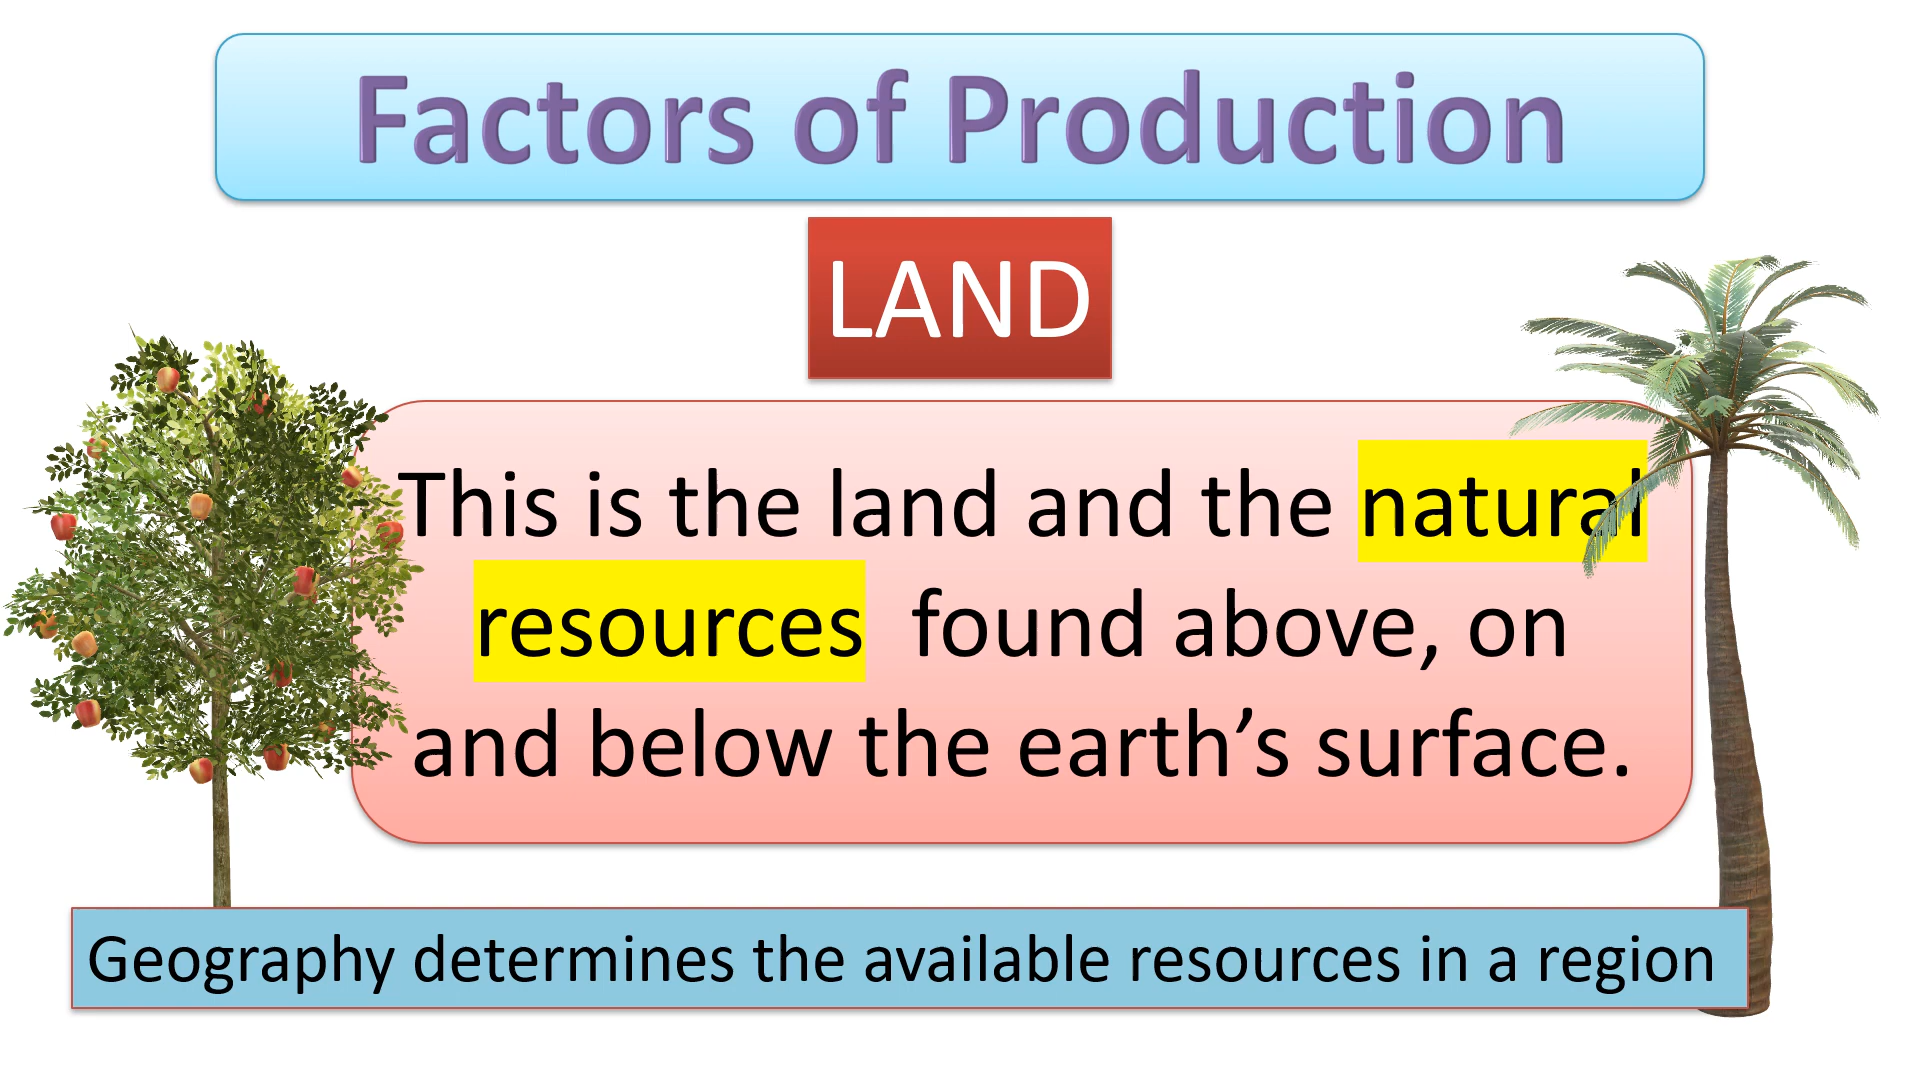 Factors of Production
LAND
This is the land and the natural
resources  found above, on
and below the earth’s surface.
Geography determines the available resources in a region